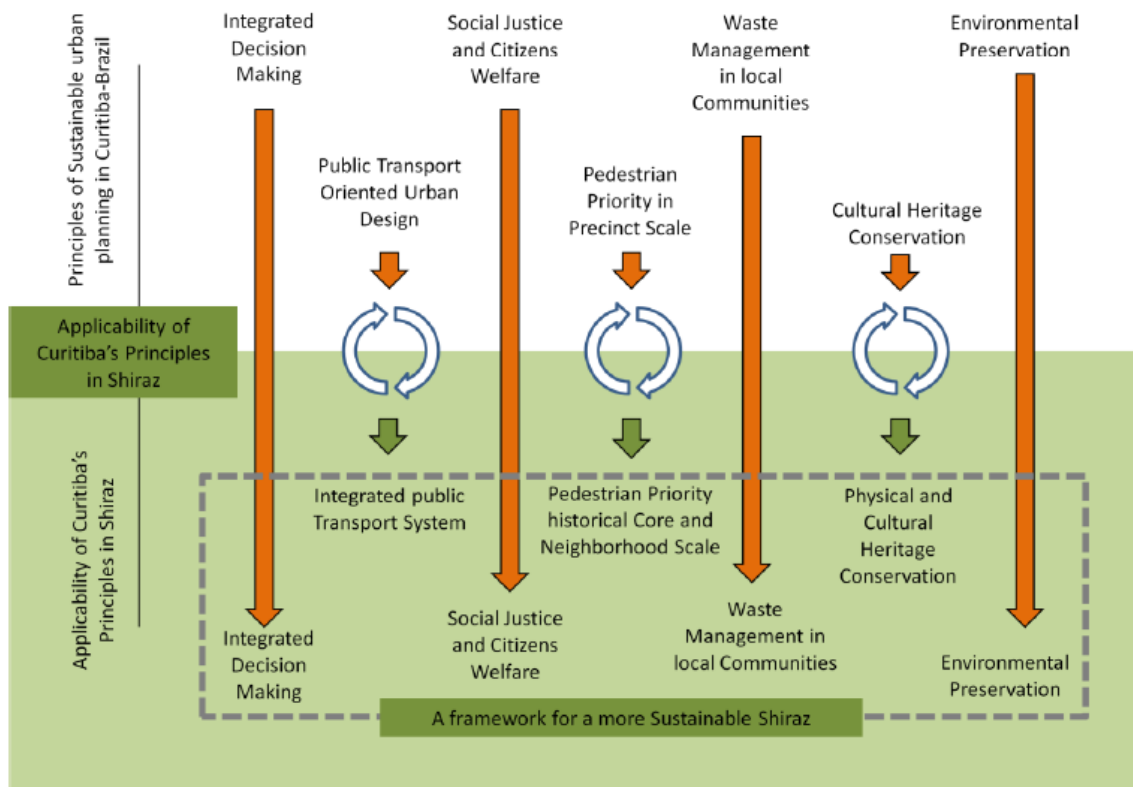 Integrated
Decision
Making
Social Justice
and Citizens
Welfare
Waste
Management
in local
Communities
Environmental
Preservation
Principles of Sustainable urban
planning in Curitiba-Brazil
Public Transport
Oriented Urban
Design
Pedestrian
Priority in
Precinct Scale
Cultural Heritage
Conservation
Applicability of
Curitiba's Principles
in Shiraz
Applicability of Curitiba's
Principles in Shiraz
Integrated public
Transport System
Pedestrian Priority
historical Core and
Neighborhood Scale
Physical and
Cultural
Heritage
Conservation
Integrated
Decision
Making
Social Justice
and Citizens
Welfare
Waste
Management in
local Communities
Environmental
Preservation
A framework for a more Sustainable Shiraz